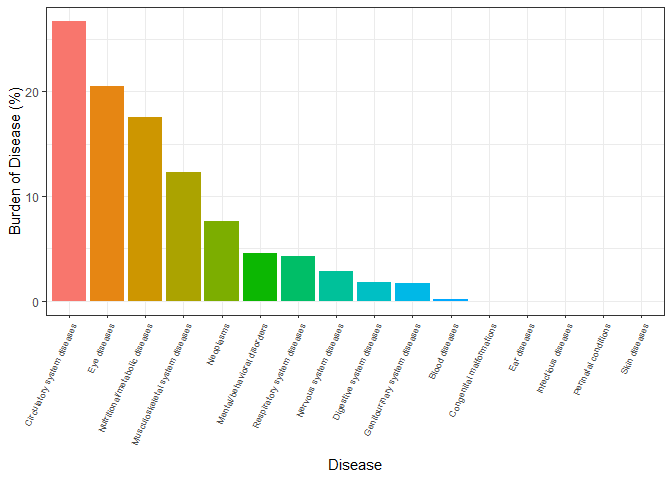 Burden of Disease (%)
20
10
0
Circulatory system diseases
Eye diseases
Nutritional/metabolic diseases
Musculoskeletal system diseases
Neoplasms
Mental/behavioral disorders
Respiratory system diseases
Nervous system diseases
Digestive system diseases
Genitourinary system diseases
Blood diseases
Congenital malformations
Ear diseases
Infectious diseases
Perinatal conditions
Skin diseases
Disease